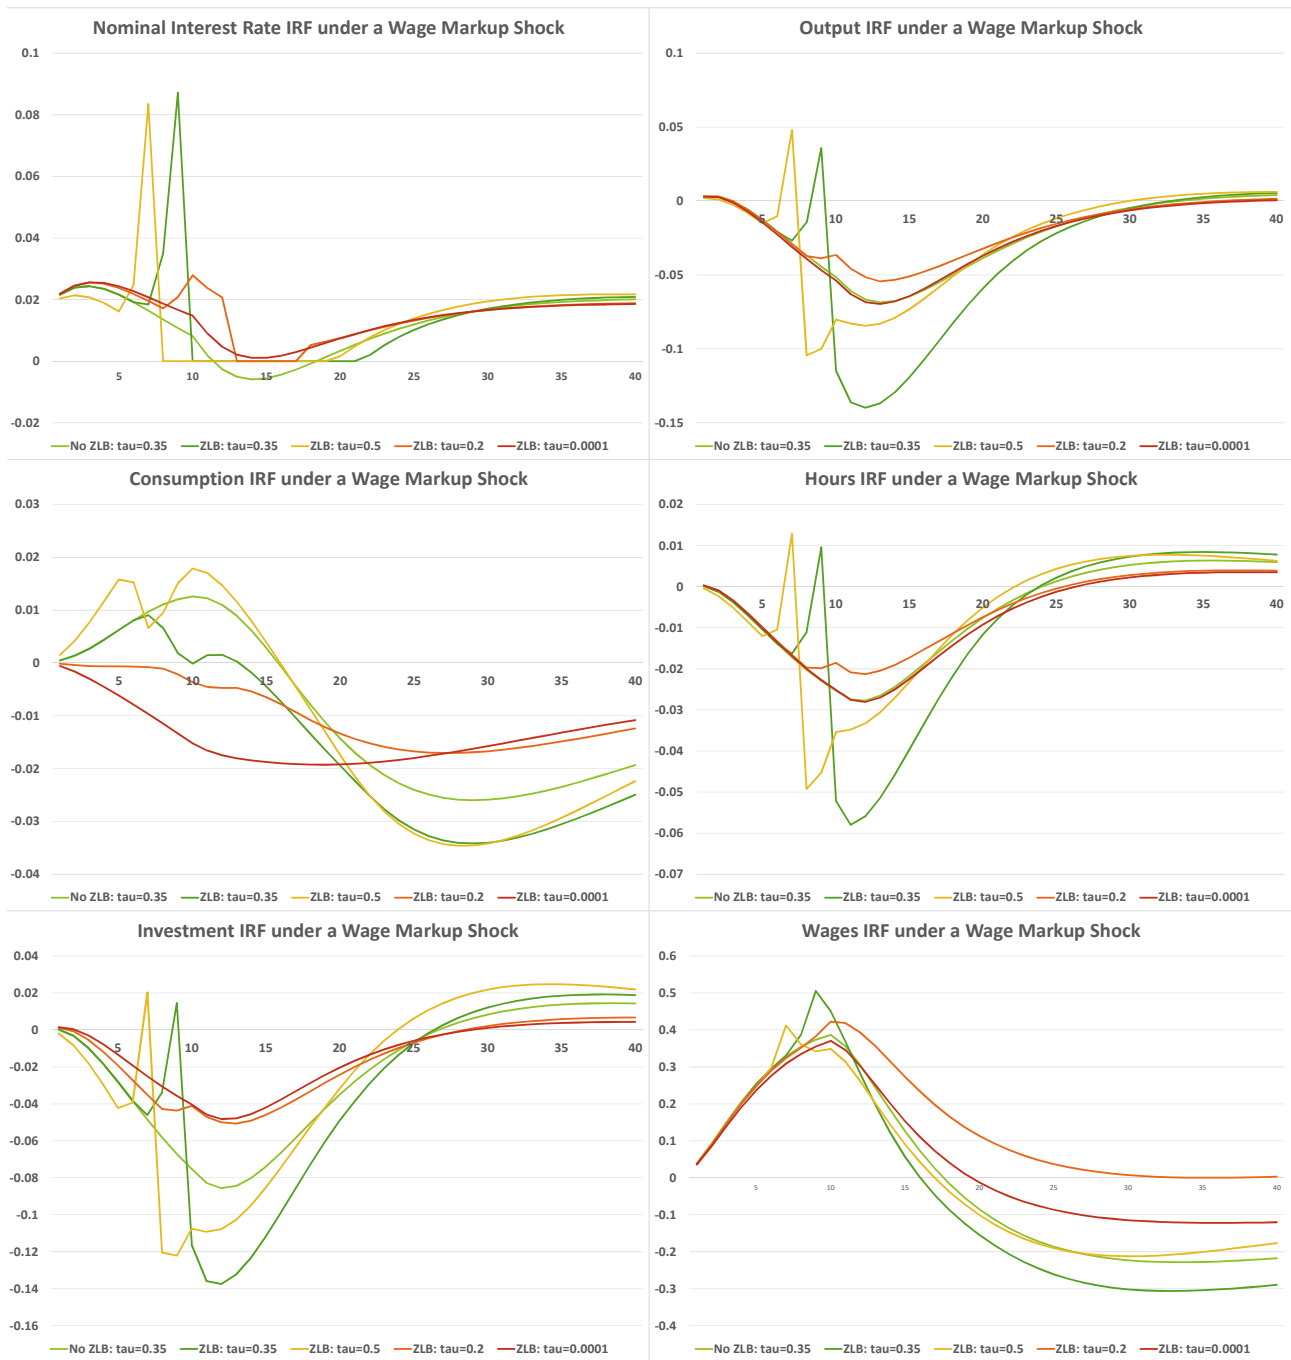 Nominal Interest Rate IRF under a Wage Markup Shock
0.1
0.08
0.06
0.04
0.02
0
-0.02
5 10 15 20 25 30 35 40
No ZLB: tau=0.35 ZLB: tau=0.35 ZLB: tau=0.5 ZLB: tau=0.2 ZLB: tau=0.0001
Output IRF under a Wage Markup Shock
0.1
0.05
0
-0.05
-0.1
-0.15
5 10 15 20 25 30 35 40
No ZLB: tau=0.35 ZLB: tau=0.35 ZLB: tau=0.5 ZLB: tau=0.2 ZLB: tau=0.0001
Consumption IRF under a Wage Markup Shock
0.03
0.02
0.01
0
-0.01
-0.02
-0.03
-0.04
5 10 15 20 25 30 35 40
No ZLB: tau=0.35 ZLB: tau=0.35 ZLB: tau=0.5 ZLB: tau=0.2 ZLB: tau=0.0001
Hours IRF under a Wage Markup Shock
0.02
0.01
0
-0.01
-0.02
-0.03
-0.04
-0.05
-0.06
-0.07
5 10 15 20 25 30 35 40
No ZLB: tau=0.35 ZLB: tau=0.35 ZLB: tau=0.5 ZLB: tau=0.2 ZLB: tau=0.0001
Investment IRF under a Wage Markup Shock
0.04
0.02
0
-0.02
-0.04
-0.06
-0.08
-0.1
-0.12
-0.14
-0.16
5 10 15 20 25 30 35 40
No ZLB: tau=0.35 ZLB: tau=0.35 ZLB: tau=0.5 ZLB: tau=0.2 ZLB: tau=0.0001
Wages IRF under a Wage Markup Shock
0.6
0.5
0.4
0.3
0.2
0.1
0
-0.1
-0.2
-0.3
-0.4
5 10 15 20 25 30 35 40
No ZLB: tau=0.35 ZLB: tau=0.35 ZLB: tau=0.5 ZLB: tau=0.2 ZLB: tau=0.0001